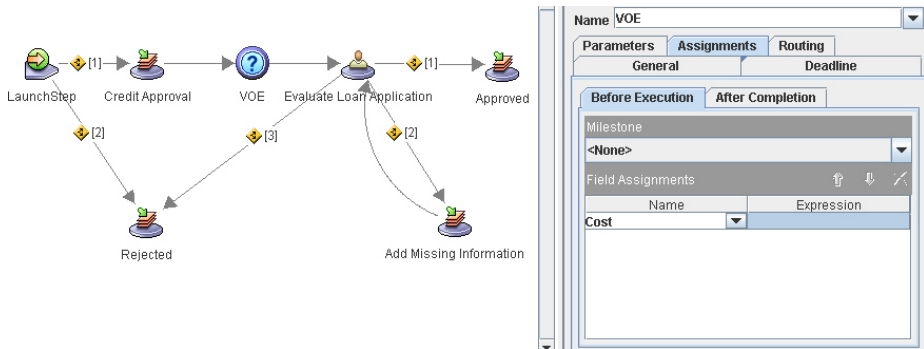 Name VOE
Parameters Assignments Routing
General Deadline
Before Execution After Completion
Milestone
<None>
Field Assignments
Name Expression
Cost
[1] [1]
LaunchStep Credit Approval VOE Evaluate Loan Application Approved
[2] [3] [2]
Rejected Add Missing Information